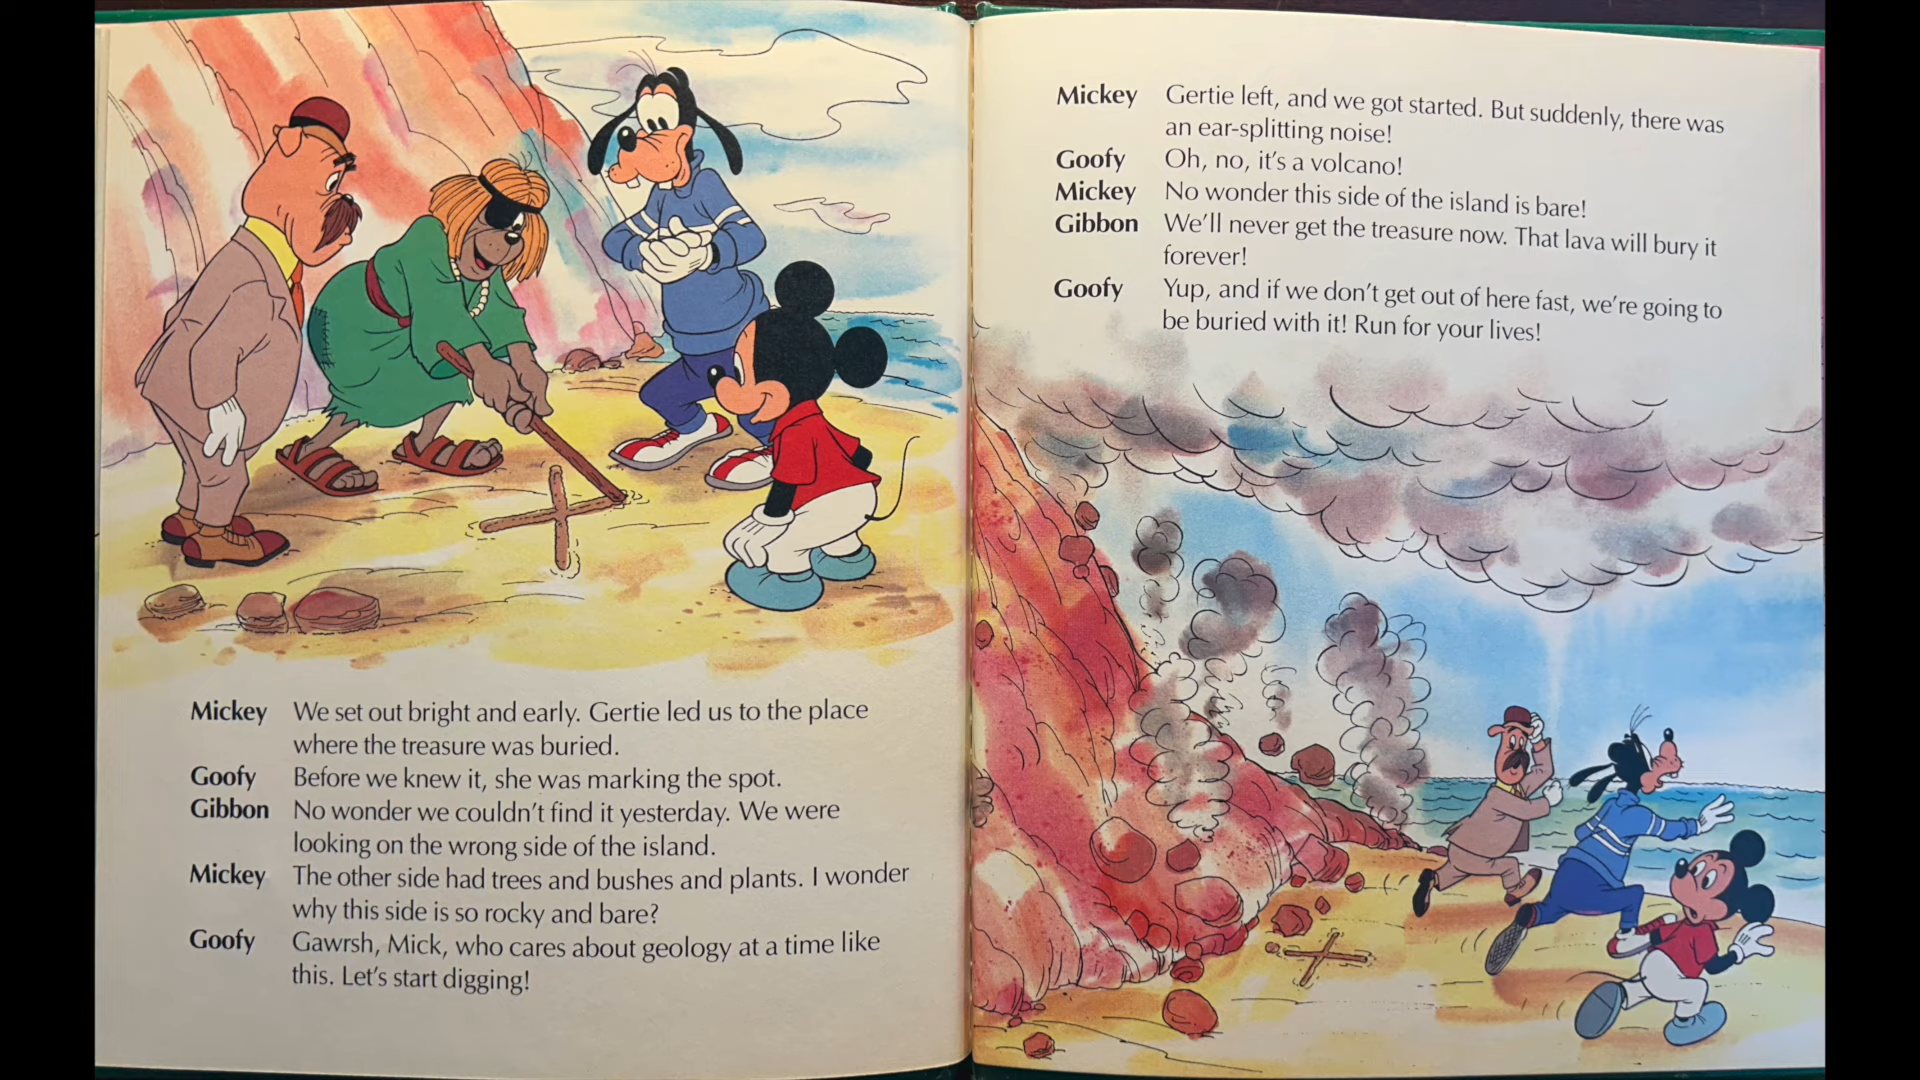 Mickey We set out bright and early. Gertie led us to the place
where the treasure was buried.
Goofy Before we knew it, she was marking the spot.
Gibbon No wonder we couldn't find it yesterday. We were
looking on the wrong side of the island.
Mickey The other side had trees and bushes and plants. I wonder
why this side is so rocky and bare?
Goofy Gawrsh, Mick, who cares about geology at a time like
this. Let's start digging!
Mickey Gertie left, and we got started. But suddenly, there was
an ear-splitting noise!
Goofy Oh, no, it's a volcano!
Mickey No wonder this side of the island is bare!
Gibbon We'll never get the treasure now. That lava will bury it
forever!
Goofy Yup, and if we don't get out of here fast, we're going to
be buried with it! Run for your lives!